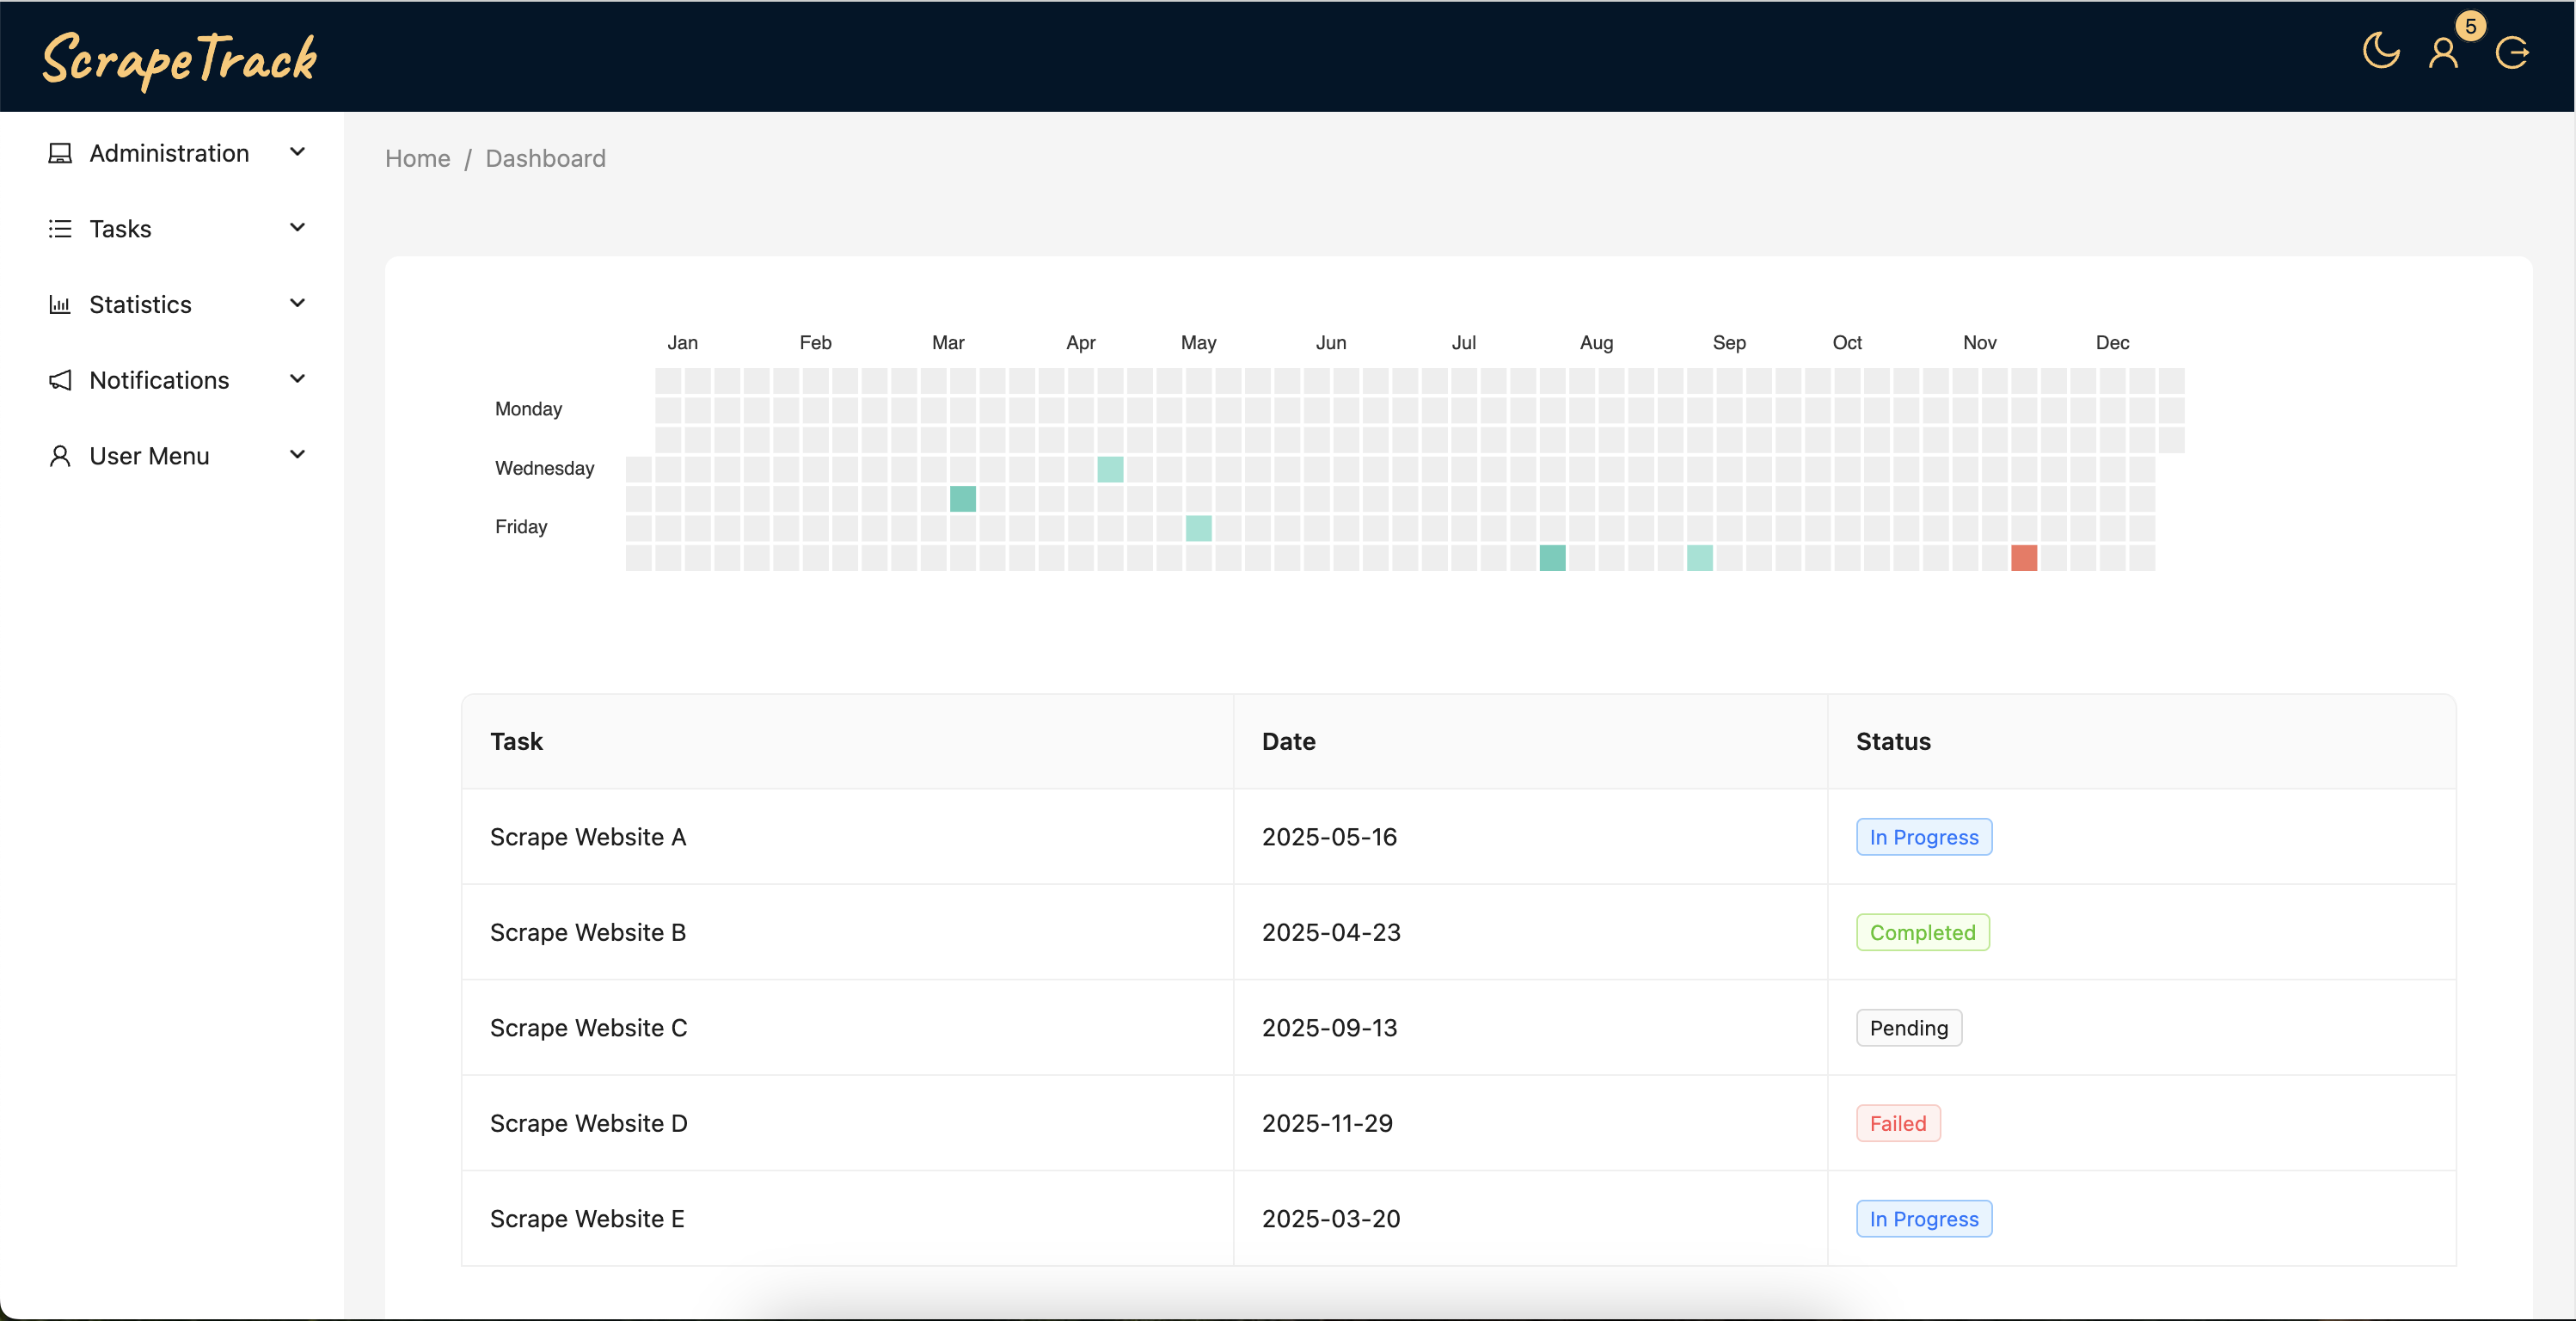 ScrapeTrack
5
Administration
Tasks
Statistics
Notifications
User Menu
Home / Dashboard
Jan Feb Mar Apr May Jun Jul Aug Sep Oct Nov Dec
Monday
Wednesday
Friday
Task Date Status
Scrape Website A 2025-05-16 In Progress
Scrape Website B 2025-04-23 Completed
Scrape Website C 2025-09-13 Pending
Scrape Website D 2025-11-29 Failed
Scrape Website E 2025-03-20 In Progress